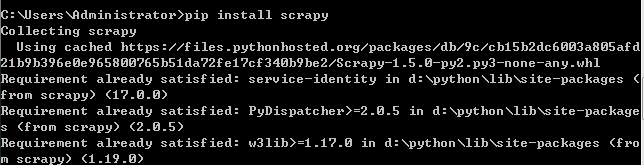 C:\Users\Administrator>pip install scrapy
Collecting scrapy
  Using cached https://files.pythonhosted.org/packages/db/9c/cb15b2dc6003a805afd
21b9b396e0e965800765b51da72fe17cf340b9be2/Scrapy-1.5.0-py2.py3-none-any.whl
Requirement already satisfied: service-identity in d:\python\lib\site-packages (
from scrapy) (17.0.0)
Requirement already satisfied: PyDispatcher>=2.0.5 in d:\python\lib\site-package
s (from scrapy) (2.0.5)
Requirement already satisfied: w3lib>=1.17.0 in d:\python\lib\site-packages (fro
m scrapy) (1.19.0)